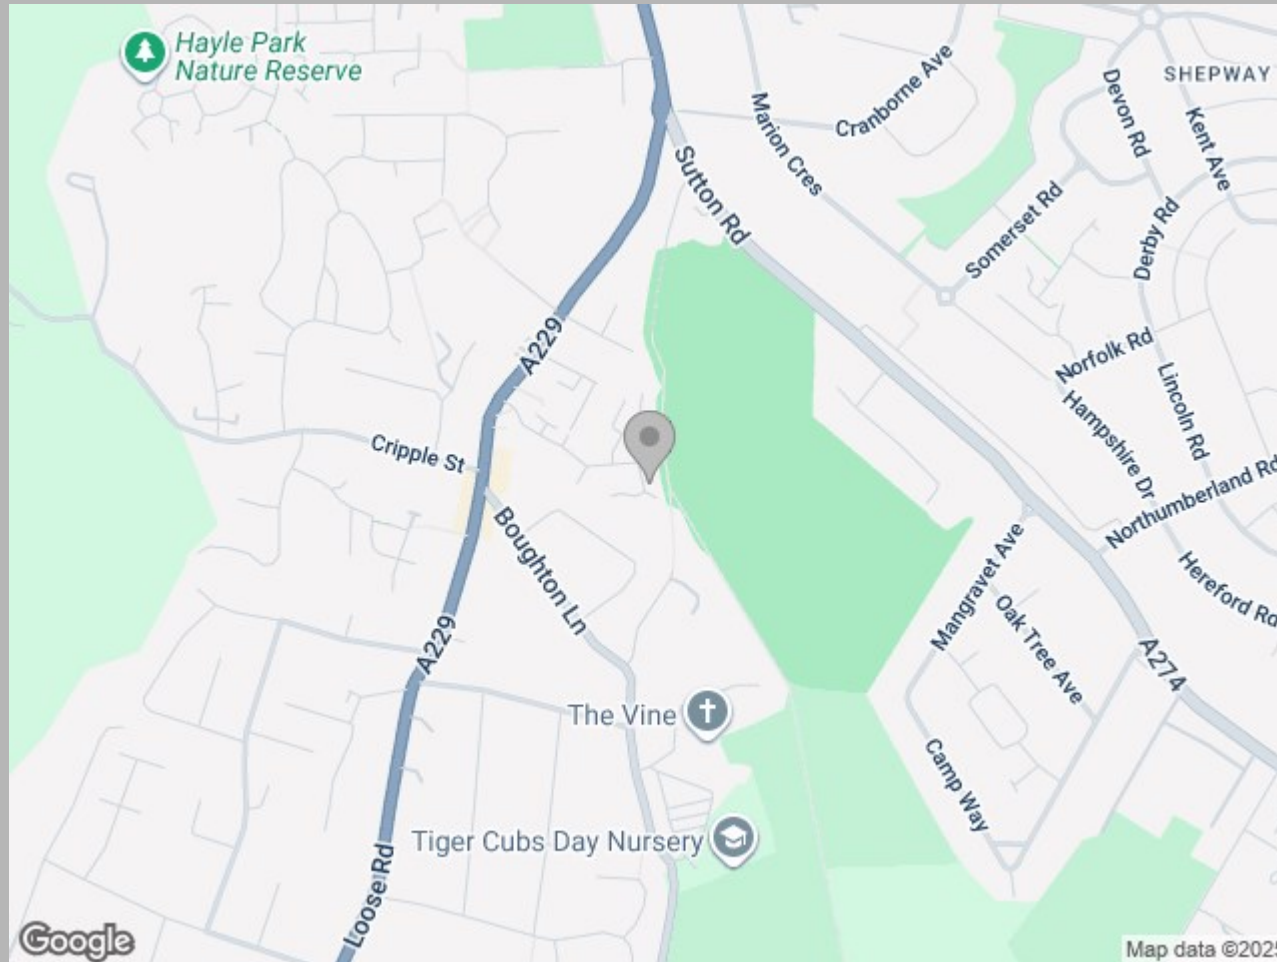 Hayle Park
Nature Reserve
SHEPWAY
Cranborne Ave
Marion Cres
Devon Rd
Kent Ave
Sutton Rd
Somerset Rd
Derby Rd
A229
Norfolk Rd
Lincoln Rd
Hampshire Dr
Cripple St
Northumberland Rd
Boughton Ln
Mangravet Ave
Hereford Rd
Oak Tree Ave
A229
A274
The Vine
Camp Way
Tiger Cubs Day Nursery
Loose Rd
Google
Map data ©2025